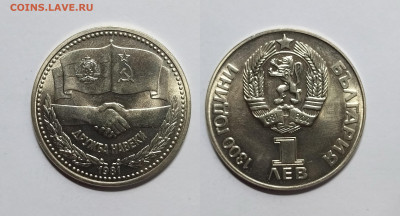 COINS.LAVE.RU
ДРУЖБА НАВЕКИ
1981
1300 ГОДИНИ
БЪЛГАРИЯ
1
ЛЕВ